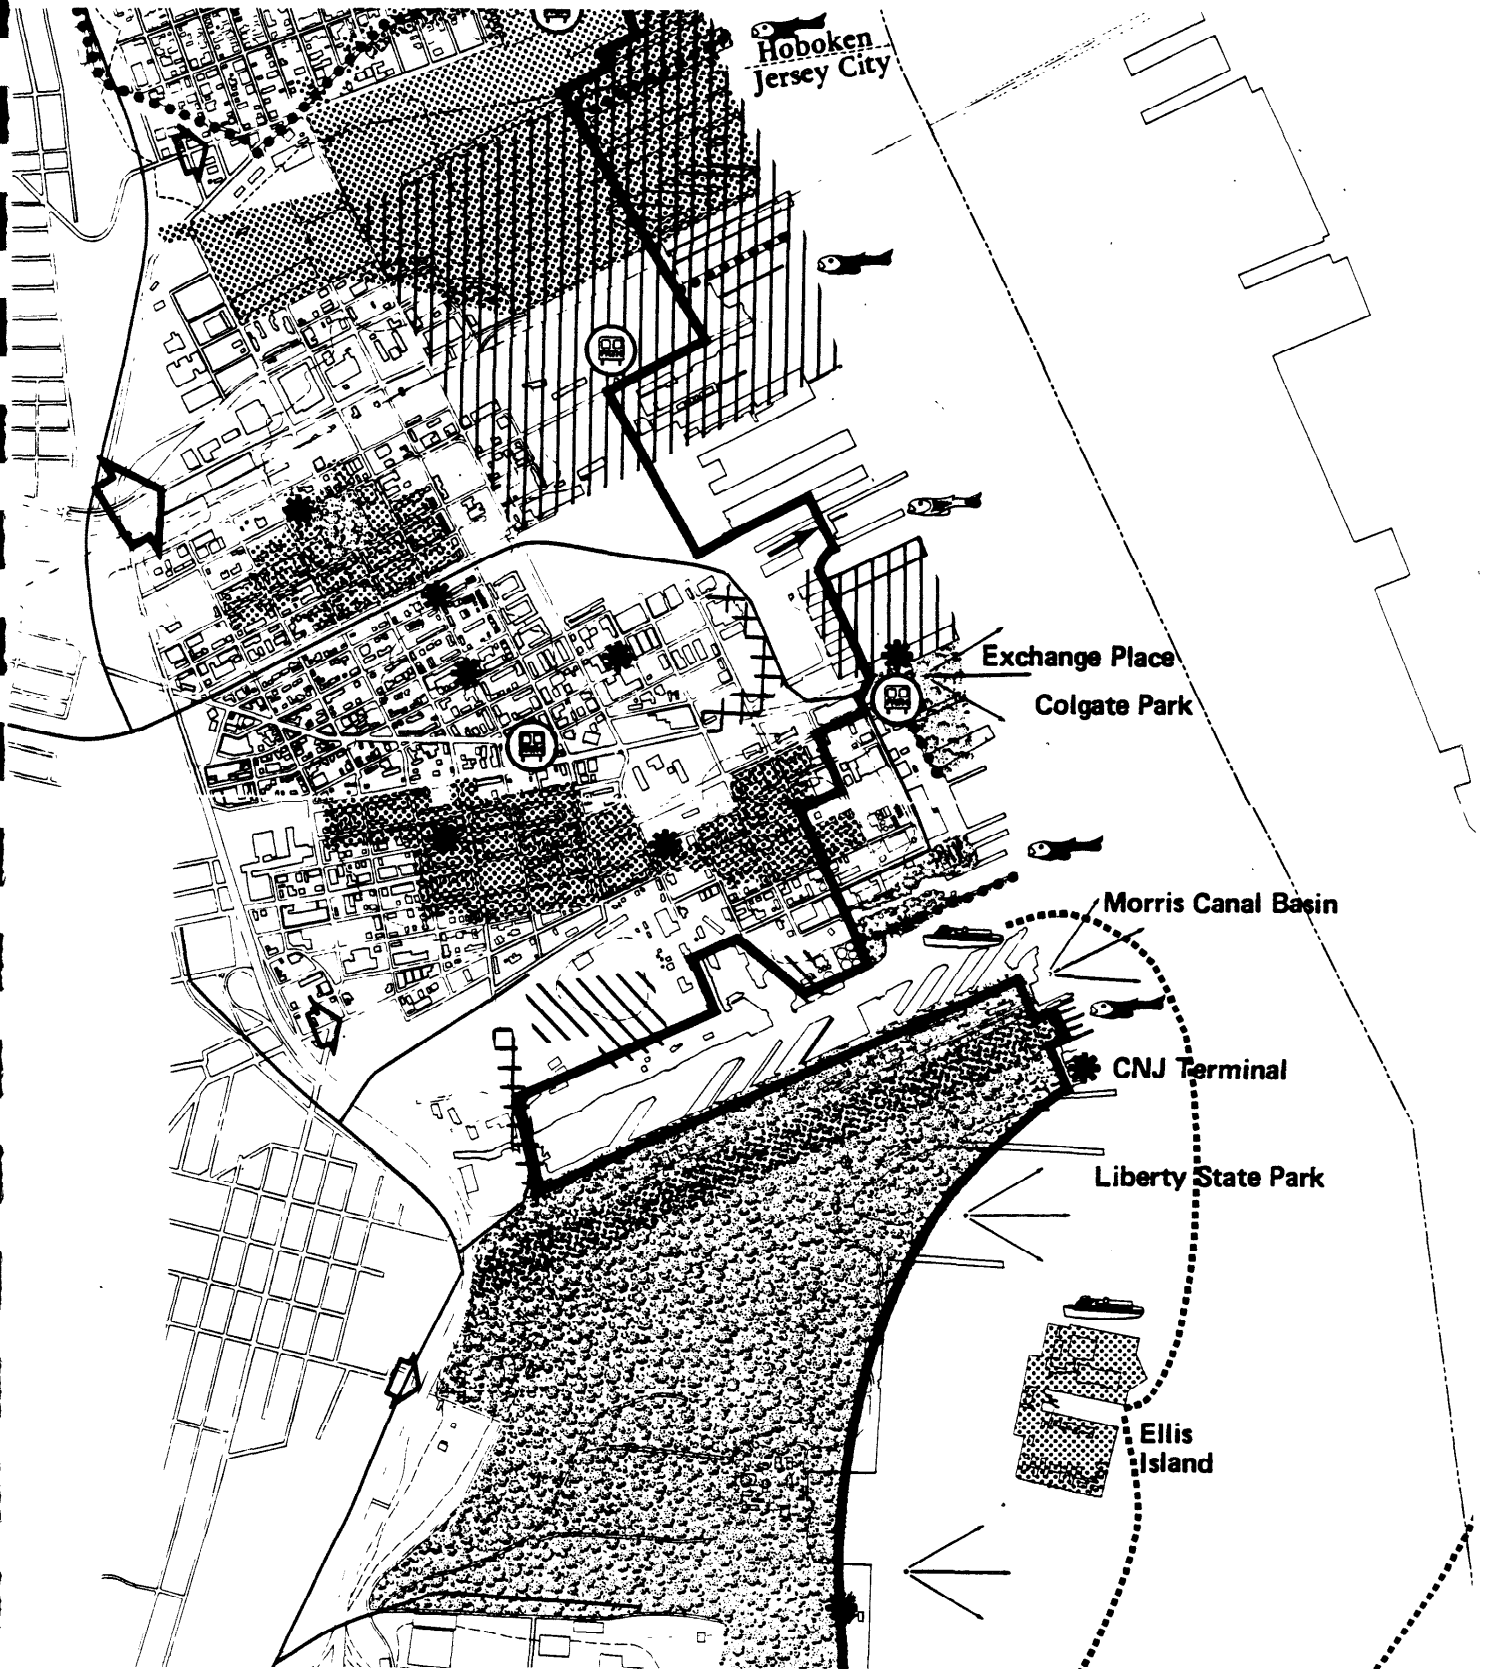 Hoboken
Jersey City
Exchange Place
Colgate Park
Morris Canal Basin
CNJ Terminal
Liberty State Park
Ellis
Island